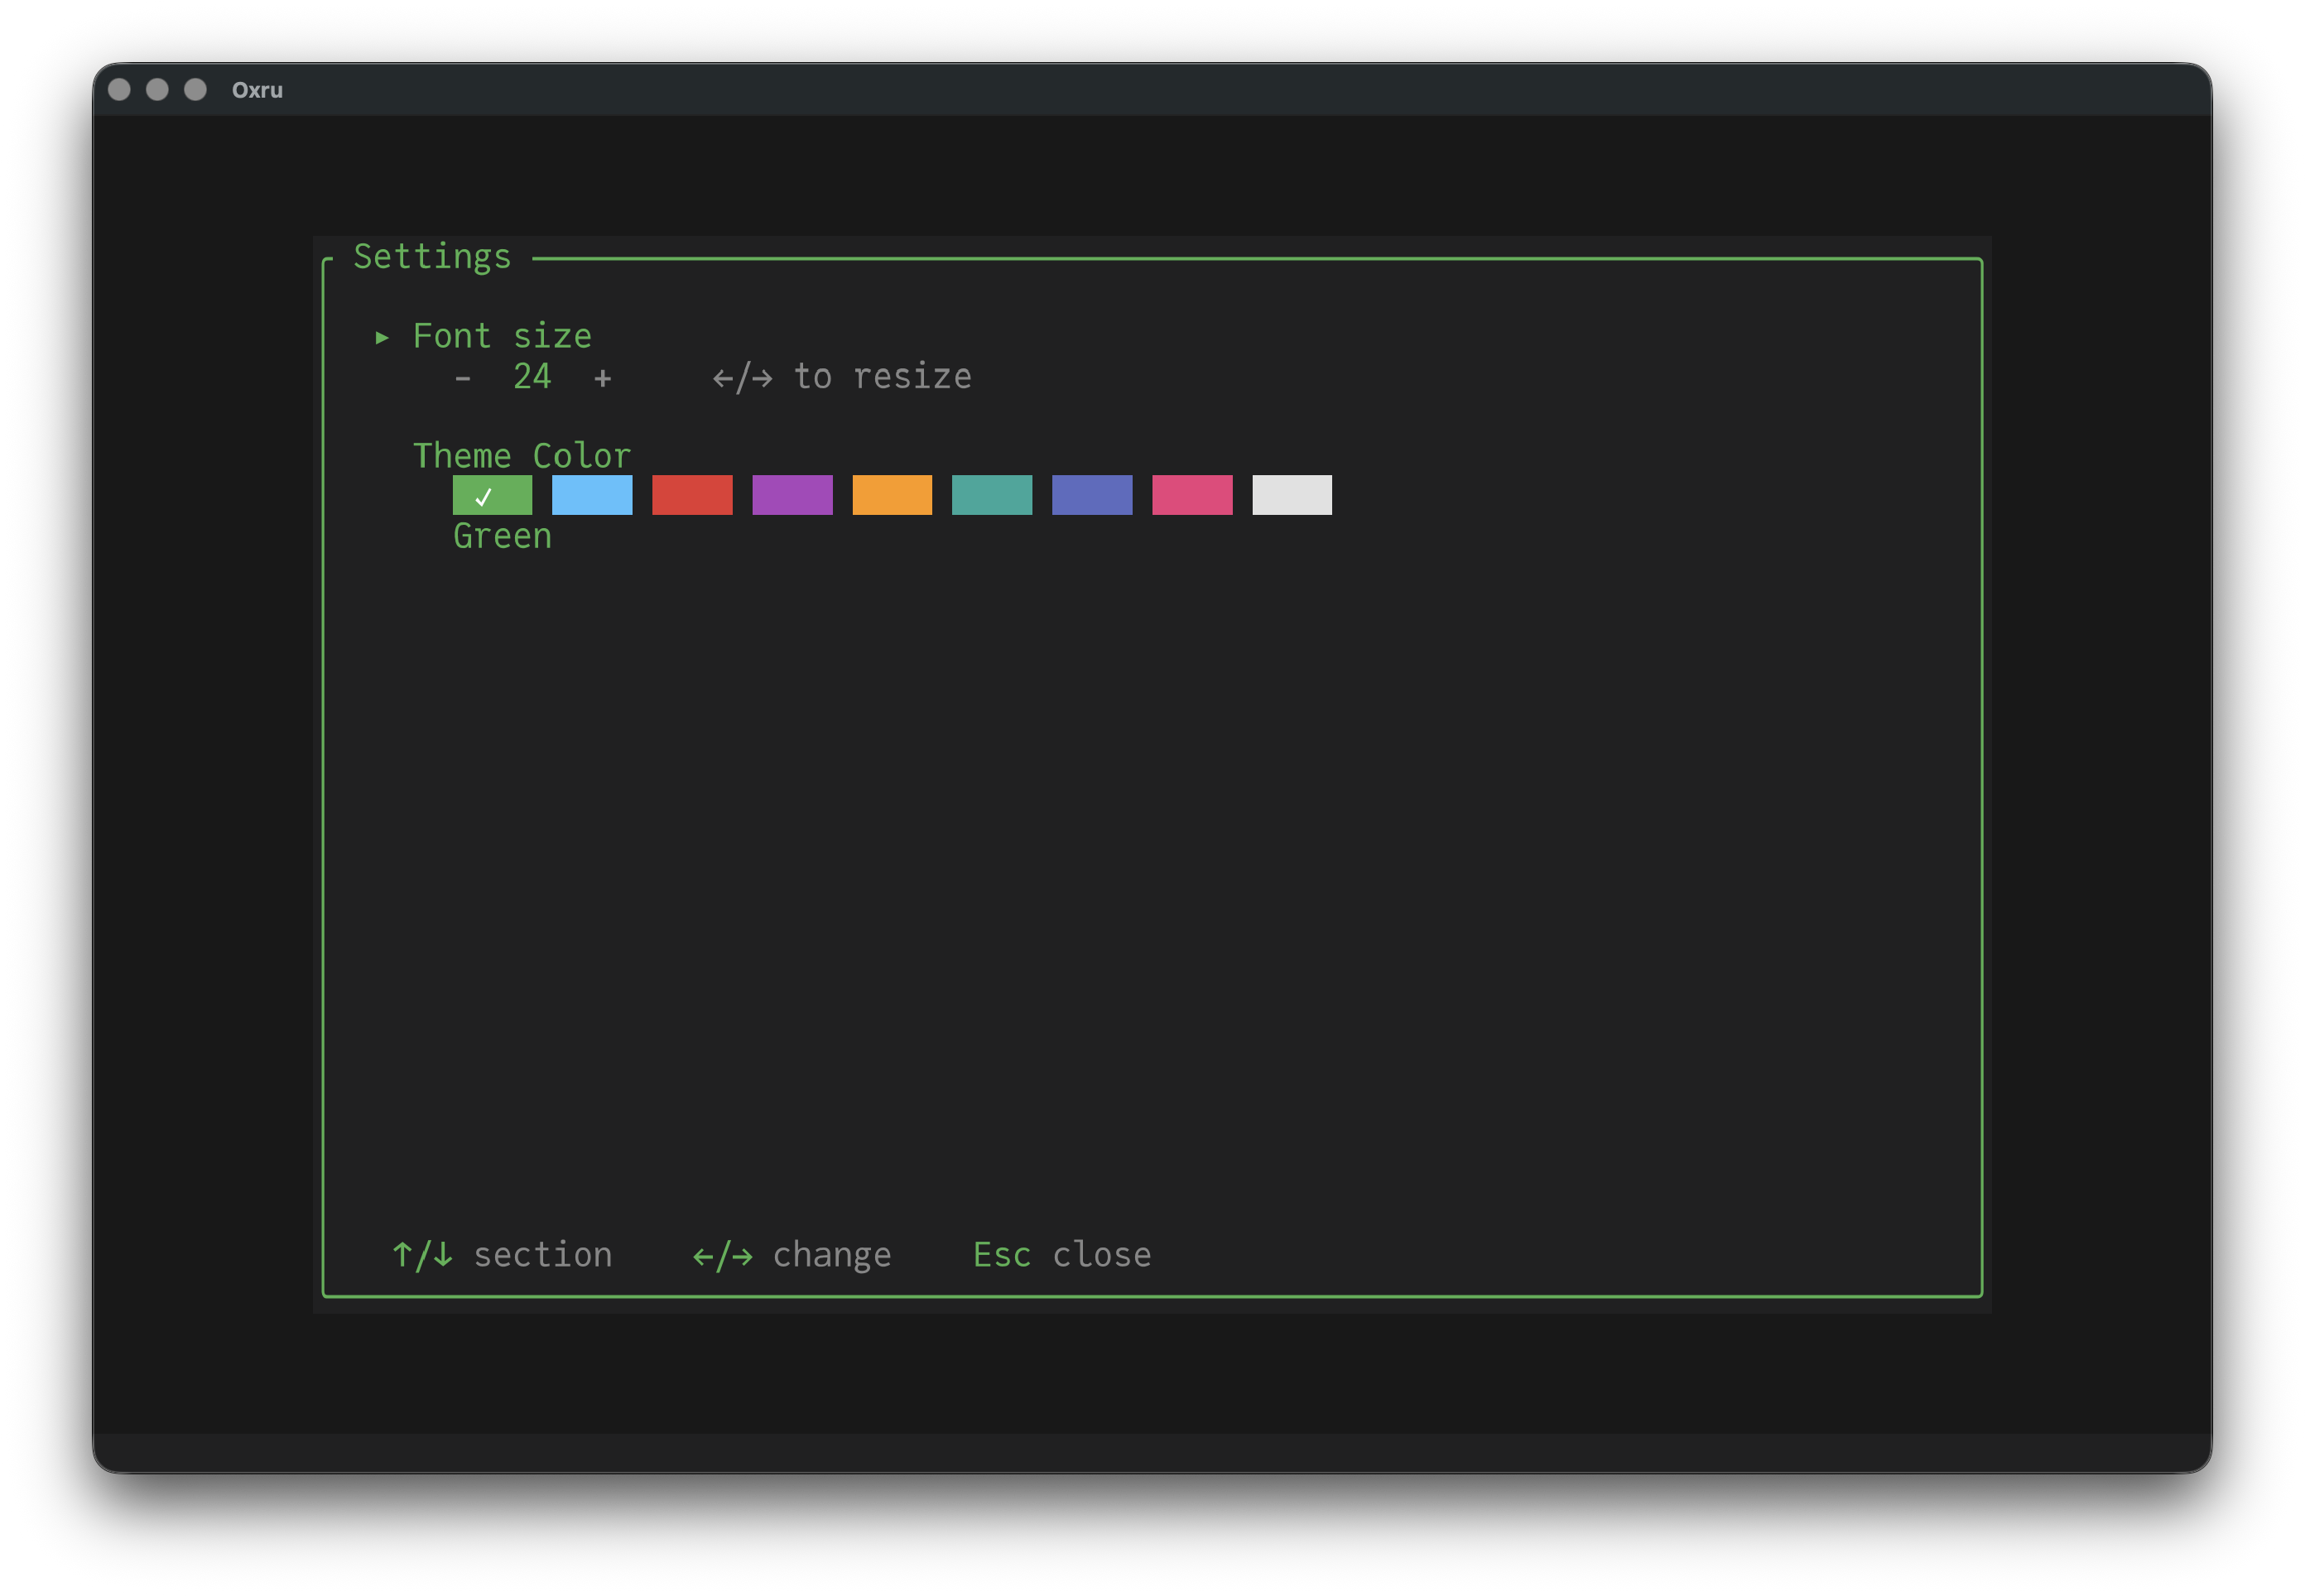 Oxru
Settings
▸ Font size
- 24 + ←/→ to resize
Theme Color
✓
Green
↑/↓ section ←/→ change Esc close